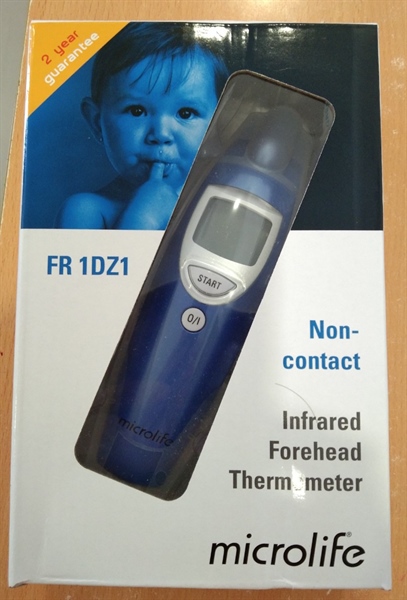 2 year
guarantee
FR 1DZ1
START
O/I
microlife
Non-
contact
Infrared
Forehead
Thermometer
microlife®